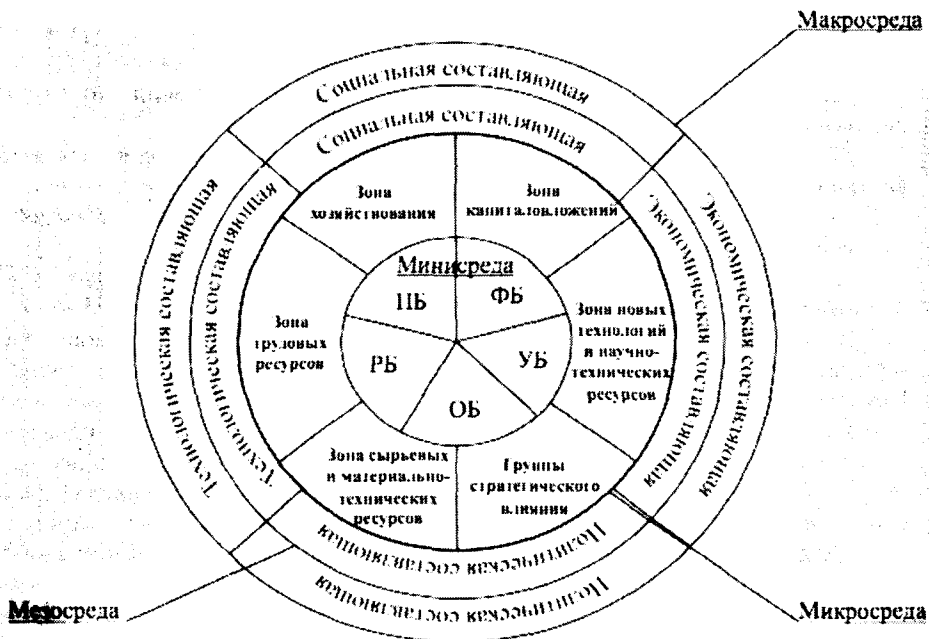 Макросреда
Социальная составляющая
Социальная составляющая
Технологическая составляющая
Технологическая составляющая
Экономическая составляющая
Экономическая составляющая
Зона
хозяйствования
Зона
капиталовложений
Минисреда
ПБ
ФБ
Зона
трудовых
ресурсов
РБ
УБ
ОБ
Зона новых
технологий
и научно-
технических
ресурсов
Зона сырьевых
и материально-
технических
ресурсов
Группы
стратегического
влияния
Политическая составляющая
Политическая составляющая
Мезосреда
Микросреда